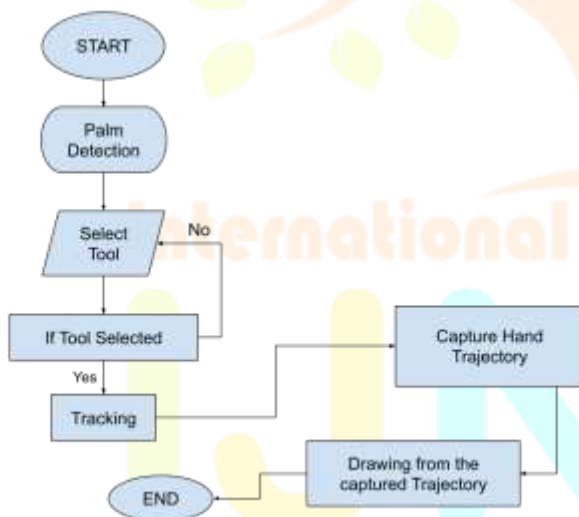 START
Palm
Detection
International
Select
Tool
No
If Tool Selected
Yes
Capture Hand
Trajectory
Tracking
Drawing from the
captured Trajectory
END
IJN